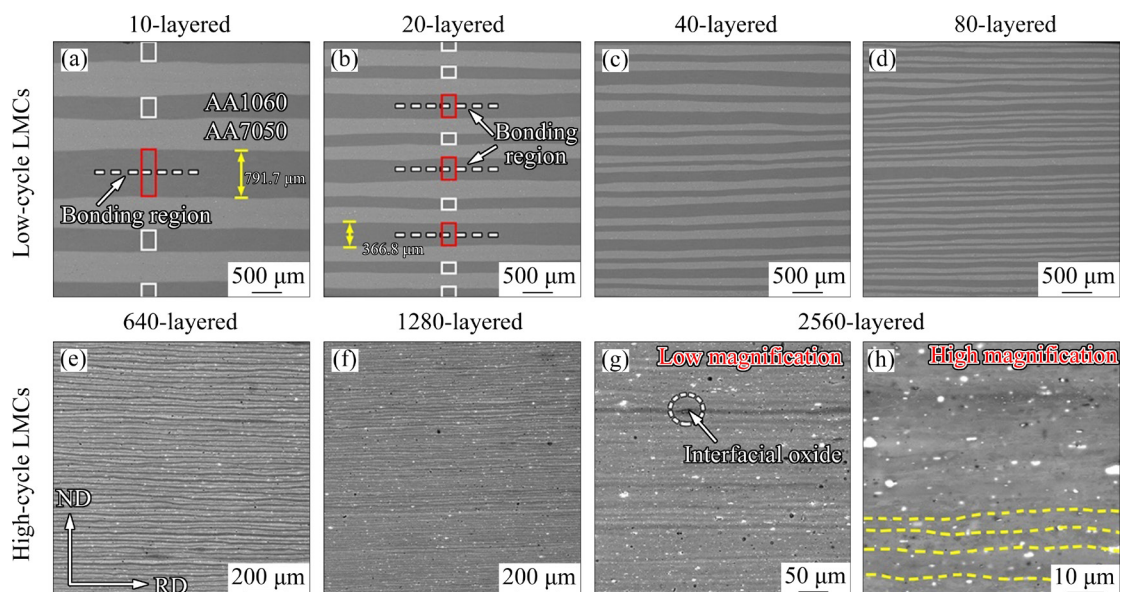 10-layered
20-layered
40-layered
80-layered
Low-cycle LMCs
(a)
AA1060
AA7050
791.7 μm
Bonding region
500 μm
(b)
Bonding
region
366.8 μm
500 μm
(c)
500 μm
(d)
500 μm
640-layered
1280-layered
2560-layered
High-cycle LMCs
(e)
ND
RD
200 μm
(f)
200 μm
(g)
Low magnification
Interfacial oxide
50 μm
(h)
High magnification
10 μm